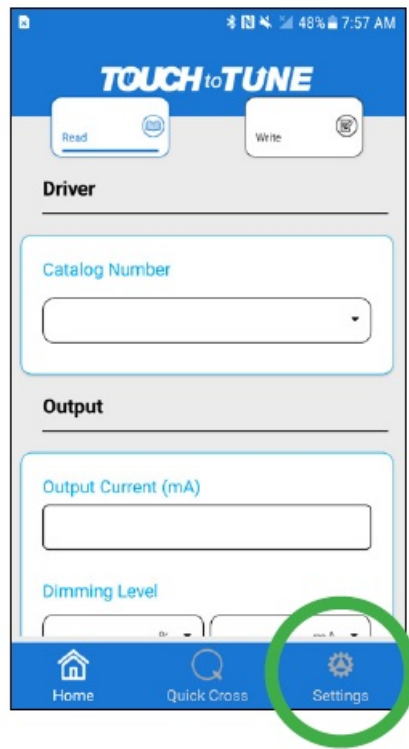 48% 7:57 AM
TOUCH to TUNE
Read Write
Driver
Catalog Number
Output
Output Current (mA)
Dimming Level
% mA
Home Quick Cross Settings